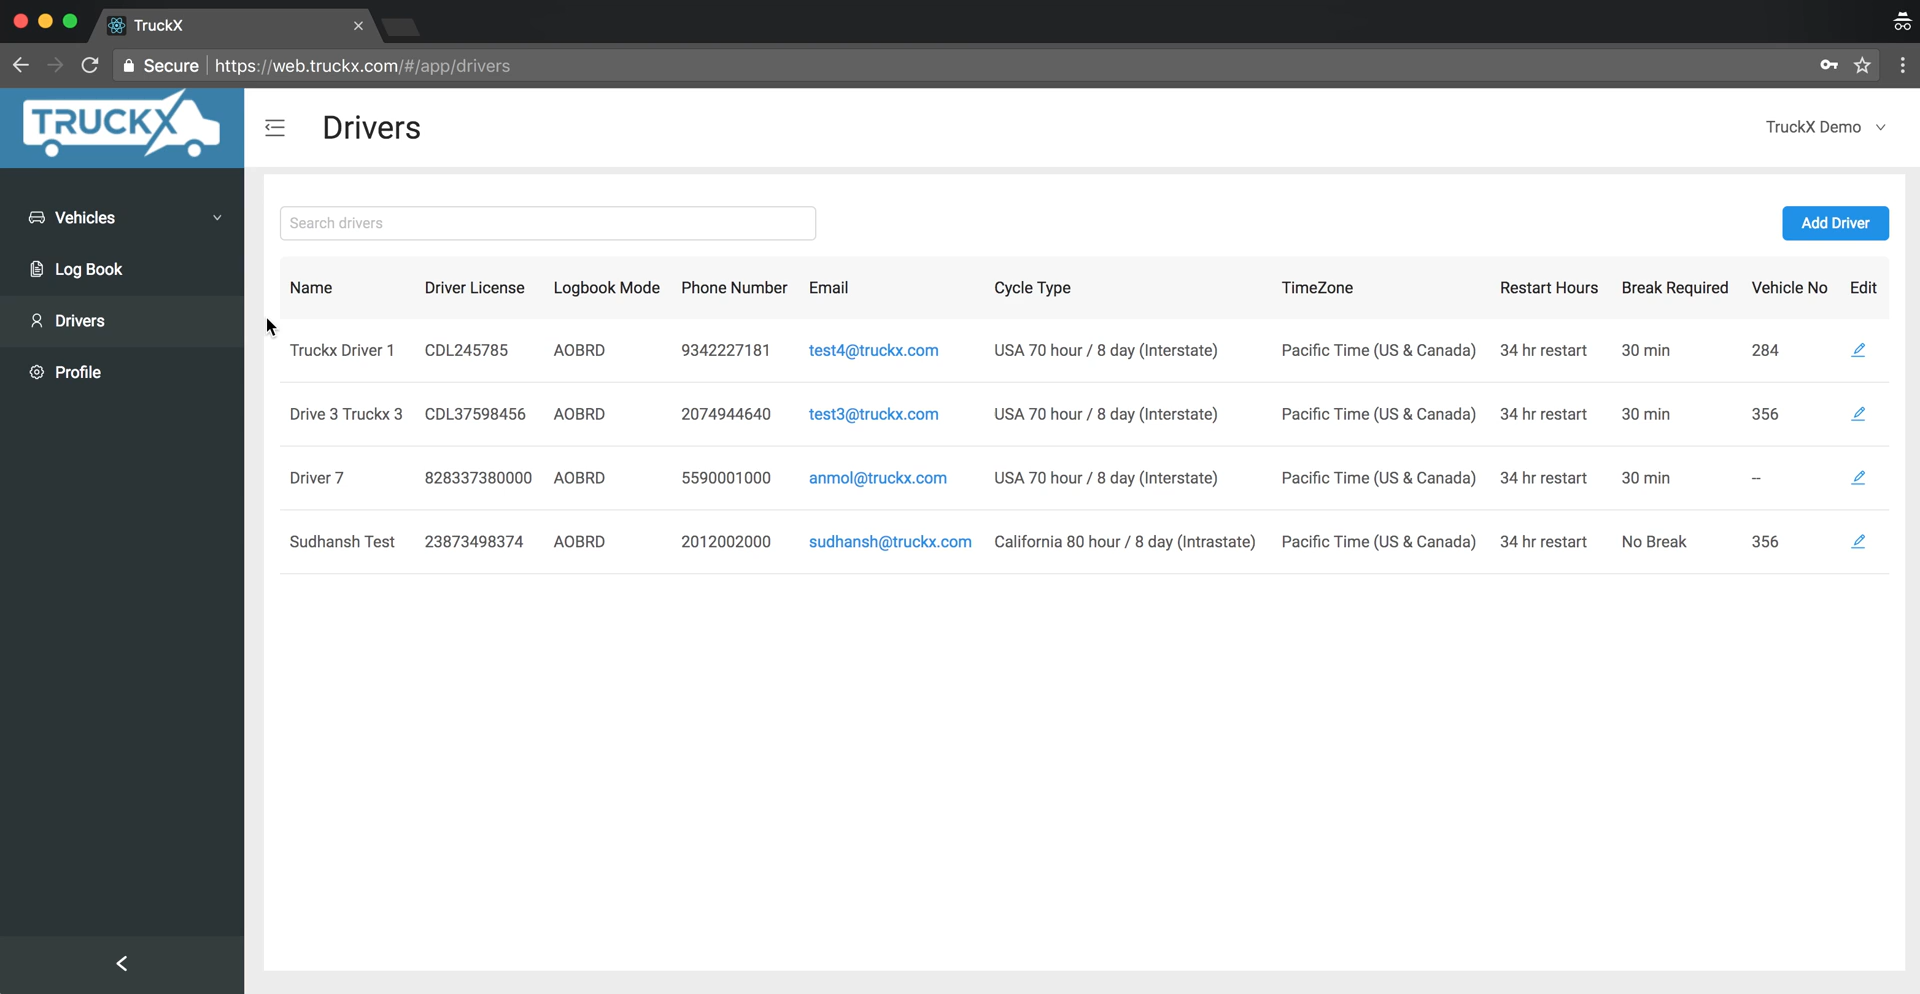 TruckX
Secure https://web.truckx.com/#/app/drivers
TRUCKX
Drivers
TruckX Demo
Vehicles
Log Book
Drivers
Profile
Search drivers
Add Driver
Name Driver License Logbook Mode Phone Number Email Cycle Type TimeZone Restart Hours Break Required Vehicle No Edit
Truckx Driver 1 CDL245785 AOBRD 9342227181 test4@truckx.com USA 70 hour / 8 day (Interstate) Pacific Time (US & Canada) 34 hr restart 30 min 284
Drive 3 Truckx 3 CDL37598456 AOBRD 2074944640 test3@truckx.com USA 70 hour / 8 day (Interstate) Pacific Time (US & Canada) 34 hr restart 30 min 356
Driver 7 828337380000 AOBRD 5590001000 anmol@truckx.com USA 70 hour / 8 day (Interstate) Pacific Time (US & Canada) 34 hr restart 30 min --
Sudhansh Test 23873498374 AOBRD 2012002000 sudhansh@truckx.com California 80 hour / 8 day (Intrastate) Pacific Time (US & Canada) 34 hr restart No Break 356